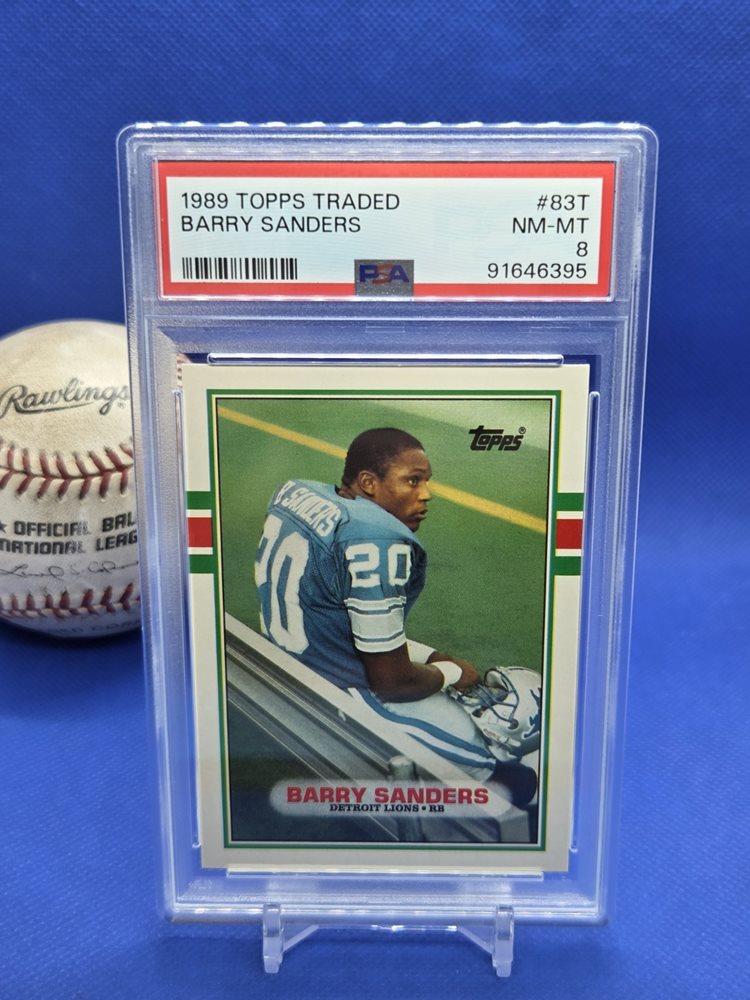 1989 TOPPS TRADED #83T
BARRY SANDERS NM-MT
8
PSA 91646395
Rawlings®
OFFICIAL BAL
NATIONAL LEAG
topps®
B. SANDERS
20
20
BARRY SANDERS
DETROIT LIONS • RB